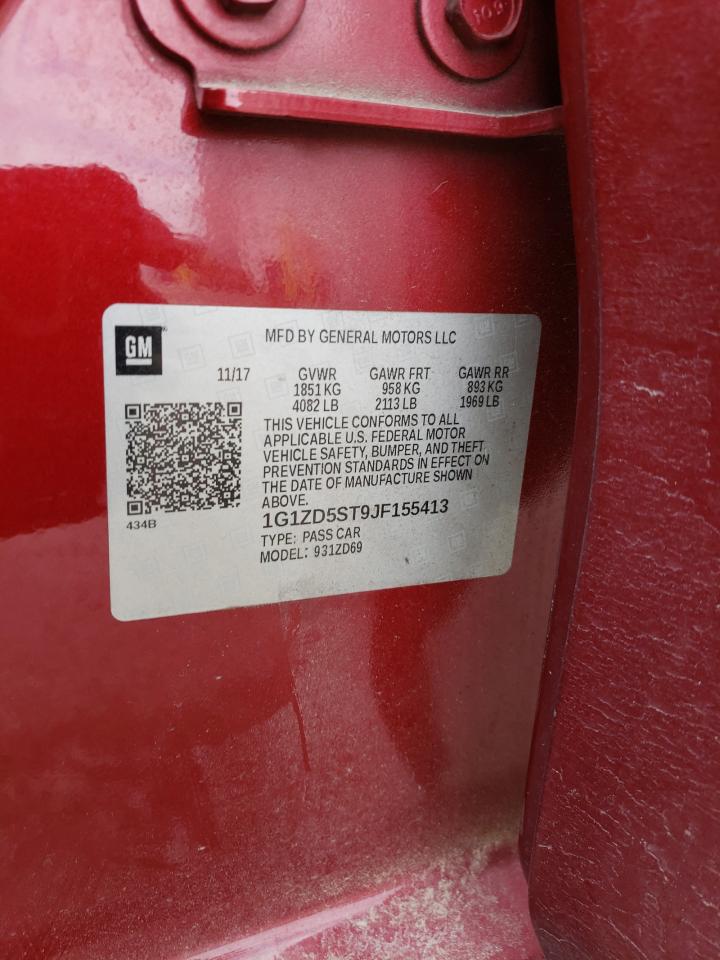 GM
MFD BY GENERAL MOTORS LLC
11/17 GVWR GAWR FRT GAWR RR
1851 KG 958 KG 893 KG
4082 LB 2113 LB 1969 LB
THIS VEHICLE CONFORMS TO ALL
APPLICABLE U.S. FEDERAL MOTOR
VEHICLE SAFETY, BUMPER, AND THEFT
PREVENTION STANDARDS IN EFFECT ON
THE DATE OF MANUFACTURE SHOWN
ABOVE.
434B
1G1ZD5ST9JF155413
TYPE: PASS CAR
MODEL: 931ZD69